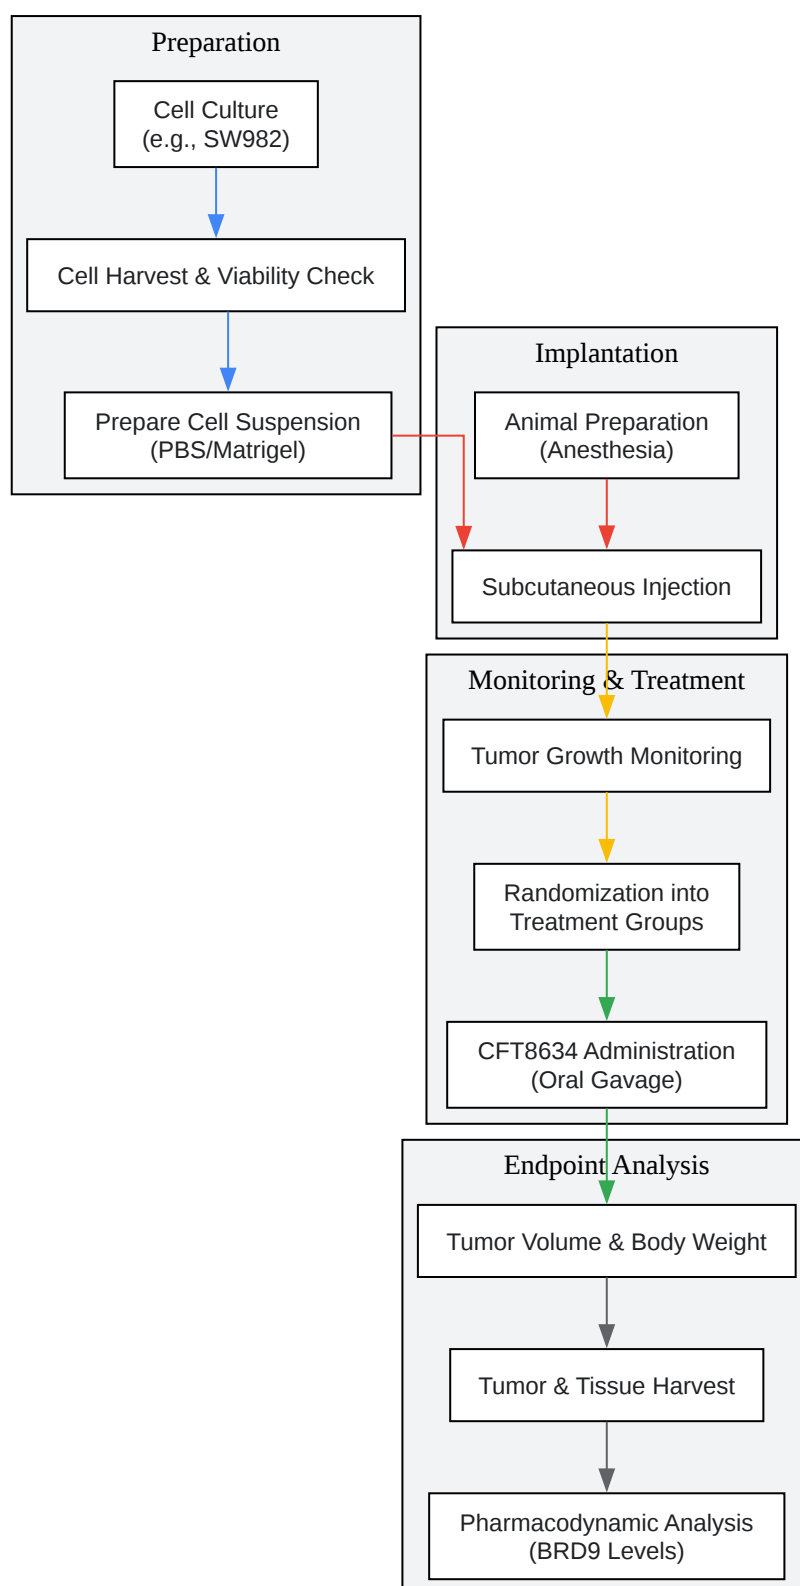 Preparation
Cell Culture
(e.g., SW982)
Cell Harvest & Viability Check
Prepare Cell Suspension
(PBS/Matrigel)
Implantation
Animal Preparation
(Anesthesia)
Subcutaneous Injection
Monitoring & Treatment
Tumor Growth Monitoring
Randomization into
Treatment Groups
CFT8634 Administration
(Oral Gavage)
Endpoint Analysis
Tumor Volume & Body Weight
Tumor & Tissue Harvest
Pharmacodynamic Analysis
(BRD9 Levels)